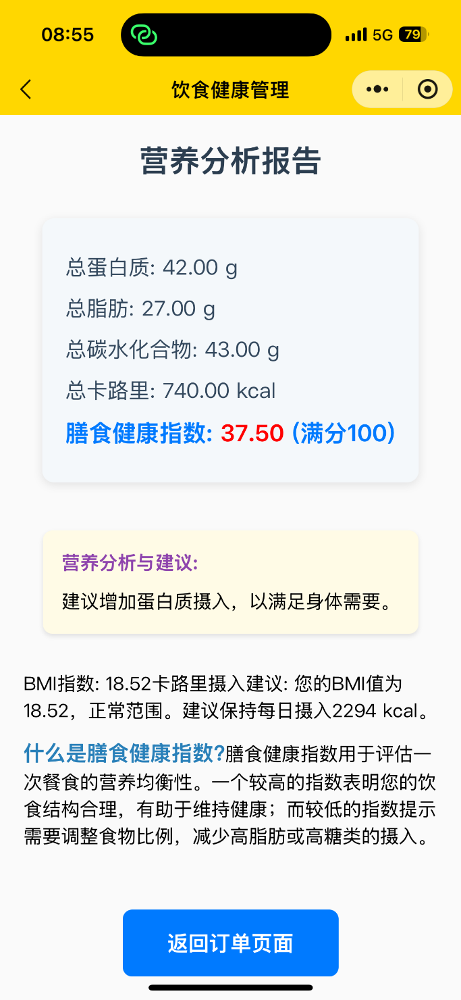 08:55
5G
79
饮食健康管理
营养分析报告
总蛋白质: 42.00 g
总脂肪: 27.00 g
总碳水化合物: 43.00 g
总卡路里: 740.00 kcal
膳食健康指数: 37.50 (满分100)
营养分析与建议:
建议增加蛋白质摄入，以满足身体需要。
BMI指数: 18.52卡路里摄入建议: 您的BMI值为
18.52，正常范围。建议保持每日摄入2294 kcal。
什么是膳食健康指数?膳食健康指数用于评估一
次餐食的营养均衡性。一个较高的指数表明您的饮
食结构合理，有助于维持健康；而较低的指数提示
需要调整食物比例，减少高脂肪或高糖类的摄入。
返回订单页面